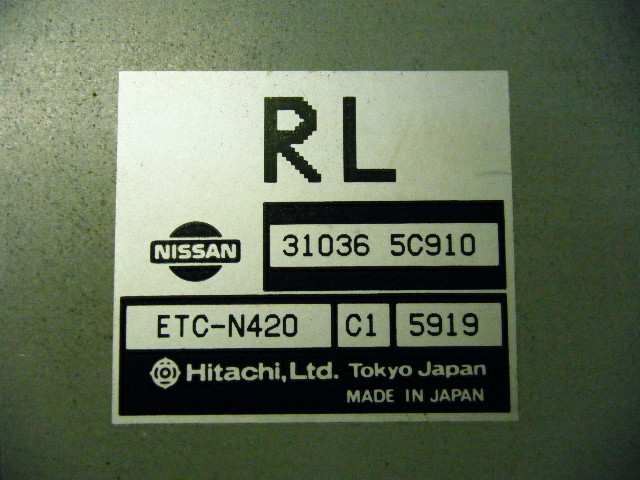 RL
NISSAN 31036 5C910
ETC-N420 C1 5919
Hitachi,Ltd. Tokyo Japan
MADE IN JAPAN